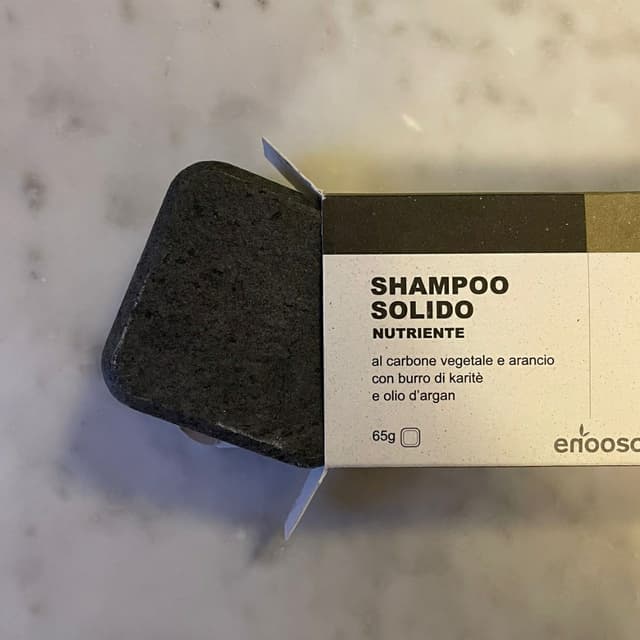 SHAMPOO
SOLIDO
NUTRIENTE
al carbone vegetale e arancio
con burro di karitè
e olio d'argan
65g